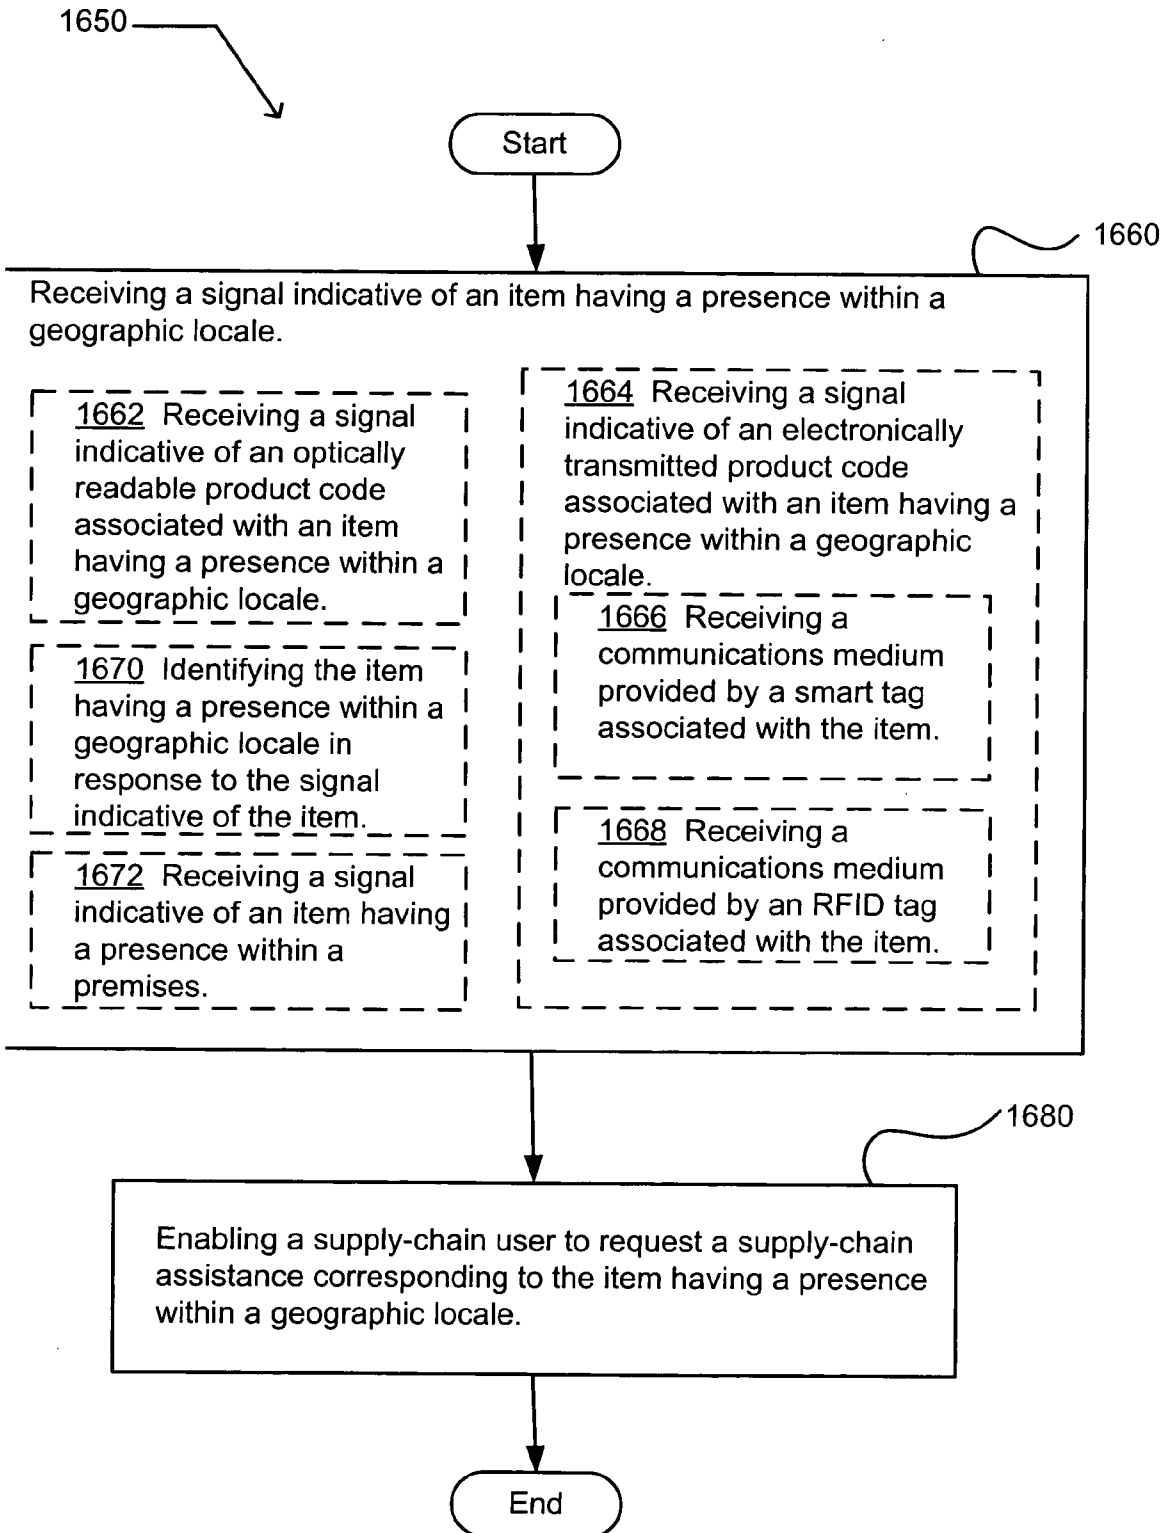 1650
Start
1660
Receiving a signal indicative of an item having a presence within a
geographic locale.
1662 Receiving a signal
indicative of an optically
readable product code
associated with an item
having a presence within a
geographic locale.
1670 Identifying the item
having a presence within a
geographic locale in
response to the signal
indicative of the item.
1672 Receiving a signal
indicative of an item having
a presence within a
premises.
1664 Receiving a signal
indicative of an electronically
transmitted product code
associated with an item having a
presence within a geographic
locale.
1666 Receiving a
communications medium
provided by a smart tag
associated with the item.
1668 Receiving a
communications medium
provided by an RFID tag
associated with the item.
1680
Enabling a supply-chain user to request a supply-chain
assistance corresponding to the item having a presence
within a geographic locale.
End